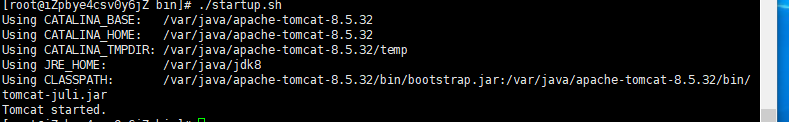 [root@iZpbye4csv0y6jZ bin]# ./startup.sh
Using CATALINA_BASE:   /var/java/apache-tomcat-8.5.32
Using CATALINA_HOME:   /var/java/apache-tomcat-8.5.32
Using CATALINA_TMPDIR: /var/java/apache-tomcat-8.5.32/temp
Using JRE_HOME:        /var/java/jdk8
Using CLASSPATH:       /var/java/apache-tomcat-8.5.32/bin/bootstrap.jar:/var/java/apache-tomcat-8.5.32/bin/
tomcat-juli.jar
Tomcat started.